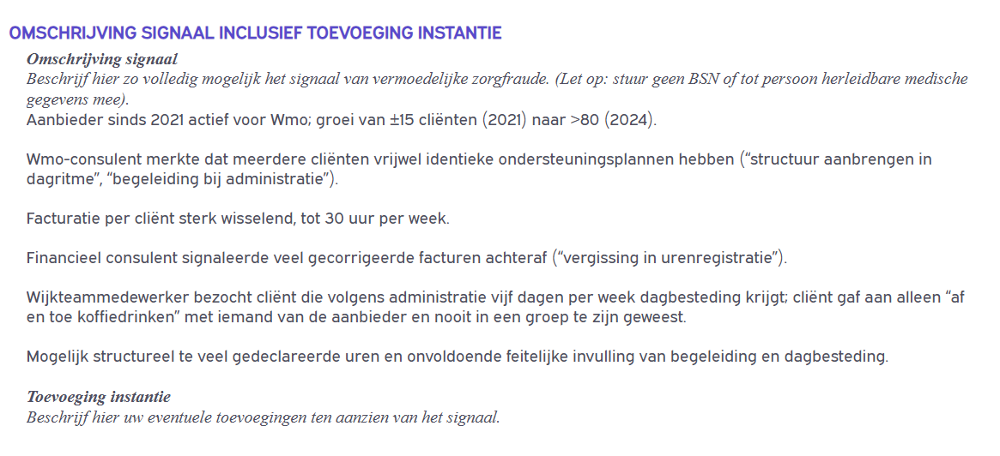 OMSCHRIJVING SIGNAAL INCLUSIEF TOEVOEGING INSTANTIE
Omschrijving signaal
Beschrijf hier zo volledig mogelijk het signaal van vermoedelijke zorgfraude. (Let op: stuur geen BSN of tot persoon herleidbare medische
gegevens mee).
Aanbieder sinds 2021 actief voor Wmo; groei van ±15 cliënten (2021) naar >80 (2024).
Wmo-consulent merkte dat meerdere cliënten vrijwel identieke ondersteuningsplannen hebben (“structuur aanbrengen in
dagritme”, “begeleiding bij administratie”).
Facturatie per cliënt sterk wisselend, tot 30 uur per week.
Financieel consulent signaleerde veel gecorrigeerde facturen achteraf (“vergissing in urenregistratie”).
Wijkteammedewerker bezocht cliënt die volgens administratie vijf dagen per week dagbesteding krijgt; cliënt gaf aan alleen “af
en toe koffiedrinken” met iemand van de aanbieder en nooit in een groep te zijn geweest.
Mogelijk structureel te veel gedeclareerde uren en onvoldoende feitelijke invulling van begeleiding en dagbesteding.
Toevoeging instantie
Beschrijf hier uw eventuele toevoegingen ten aanzien van het signaal.